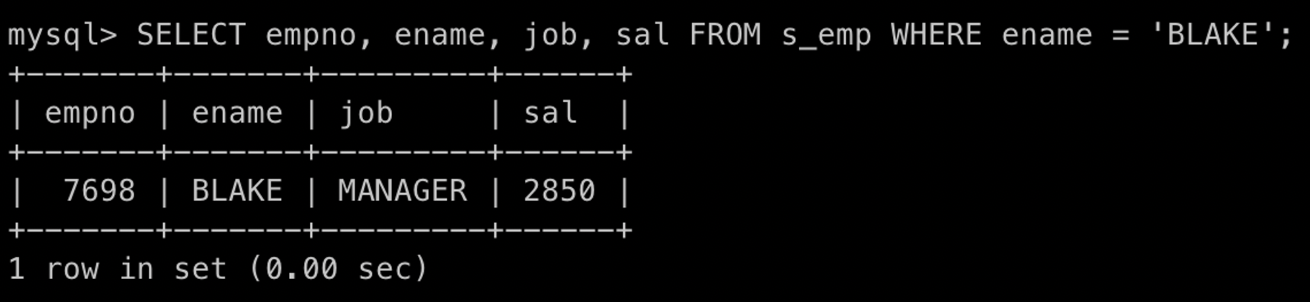 mysql> SELECT empno, ename, job, sal FROM s_emp WHERE ename = 'BLAKE';
+-------+-------+---------+------+
| empno | ename | job     | sal  |
+-------+-------+---------+------+
|  7698 | BLAKE | MANAGER | 2850 |
+-------+-------+---------+------+
1 row in set (0.00 sec)